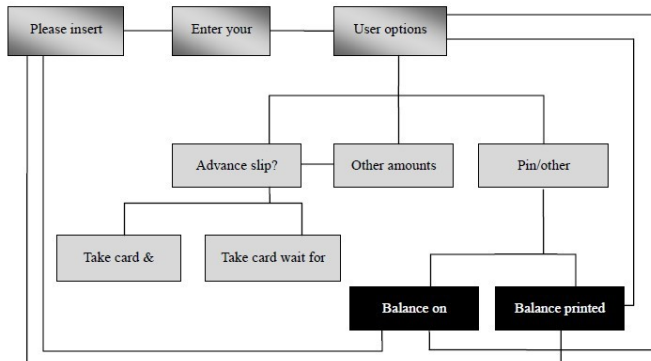 Please insert
Enter your
User options
Advance slip?
Other amounts
Pin/other
Take card &
Take card wait for
Balance on
Balance printed